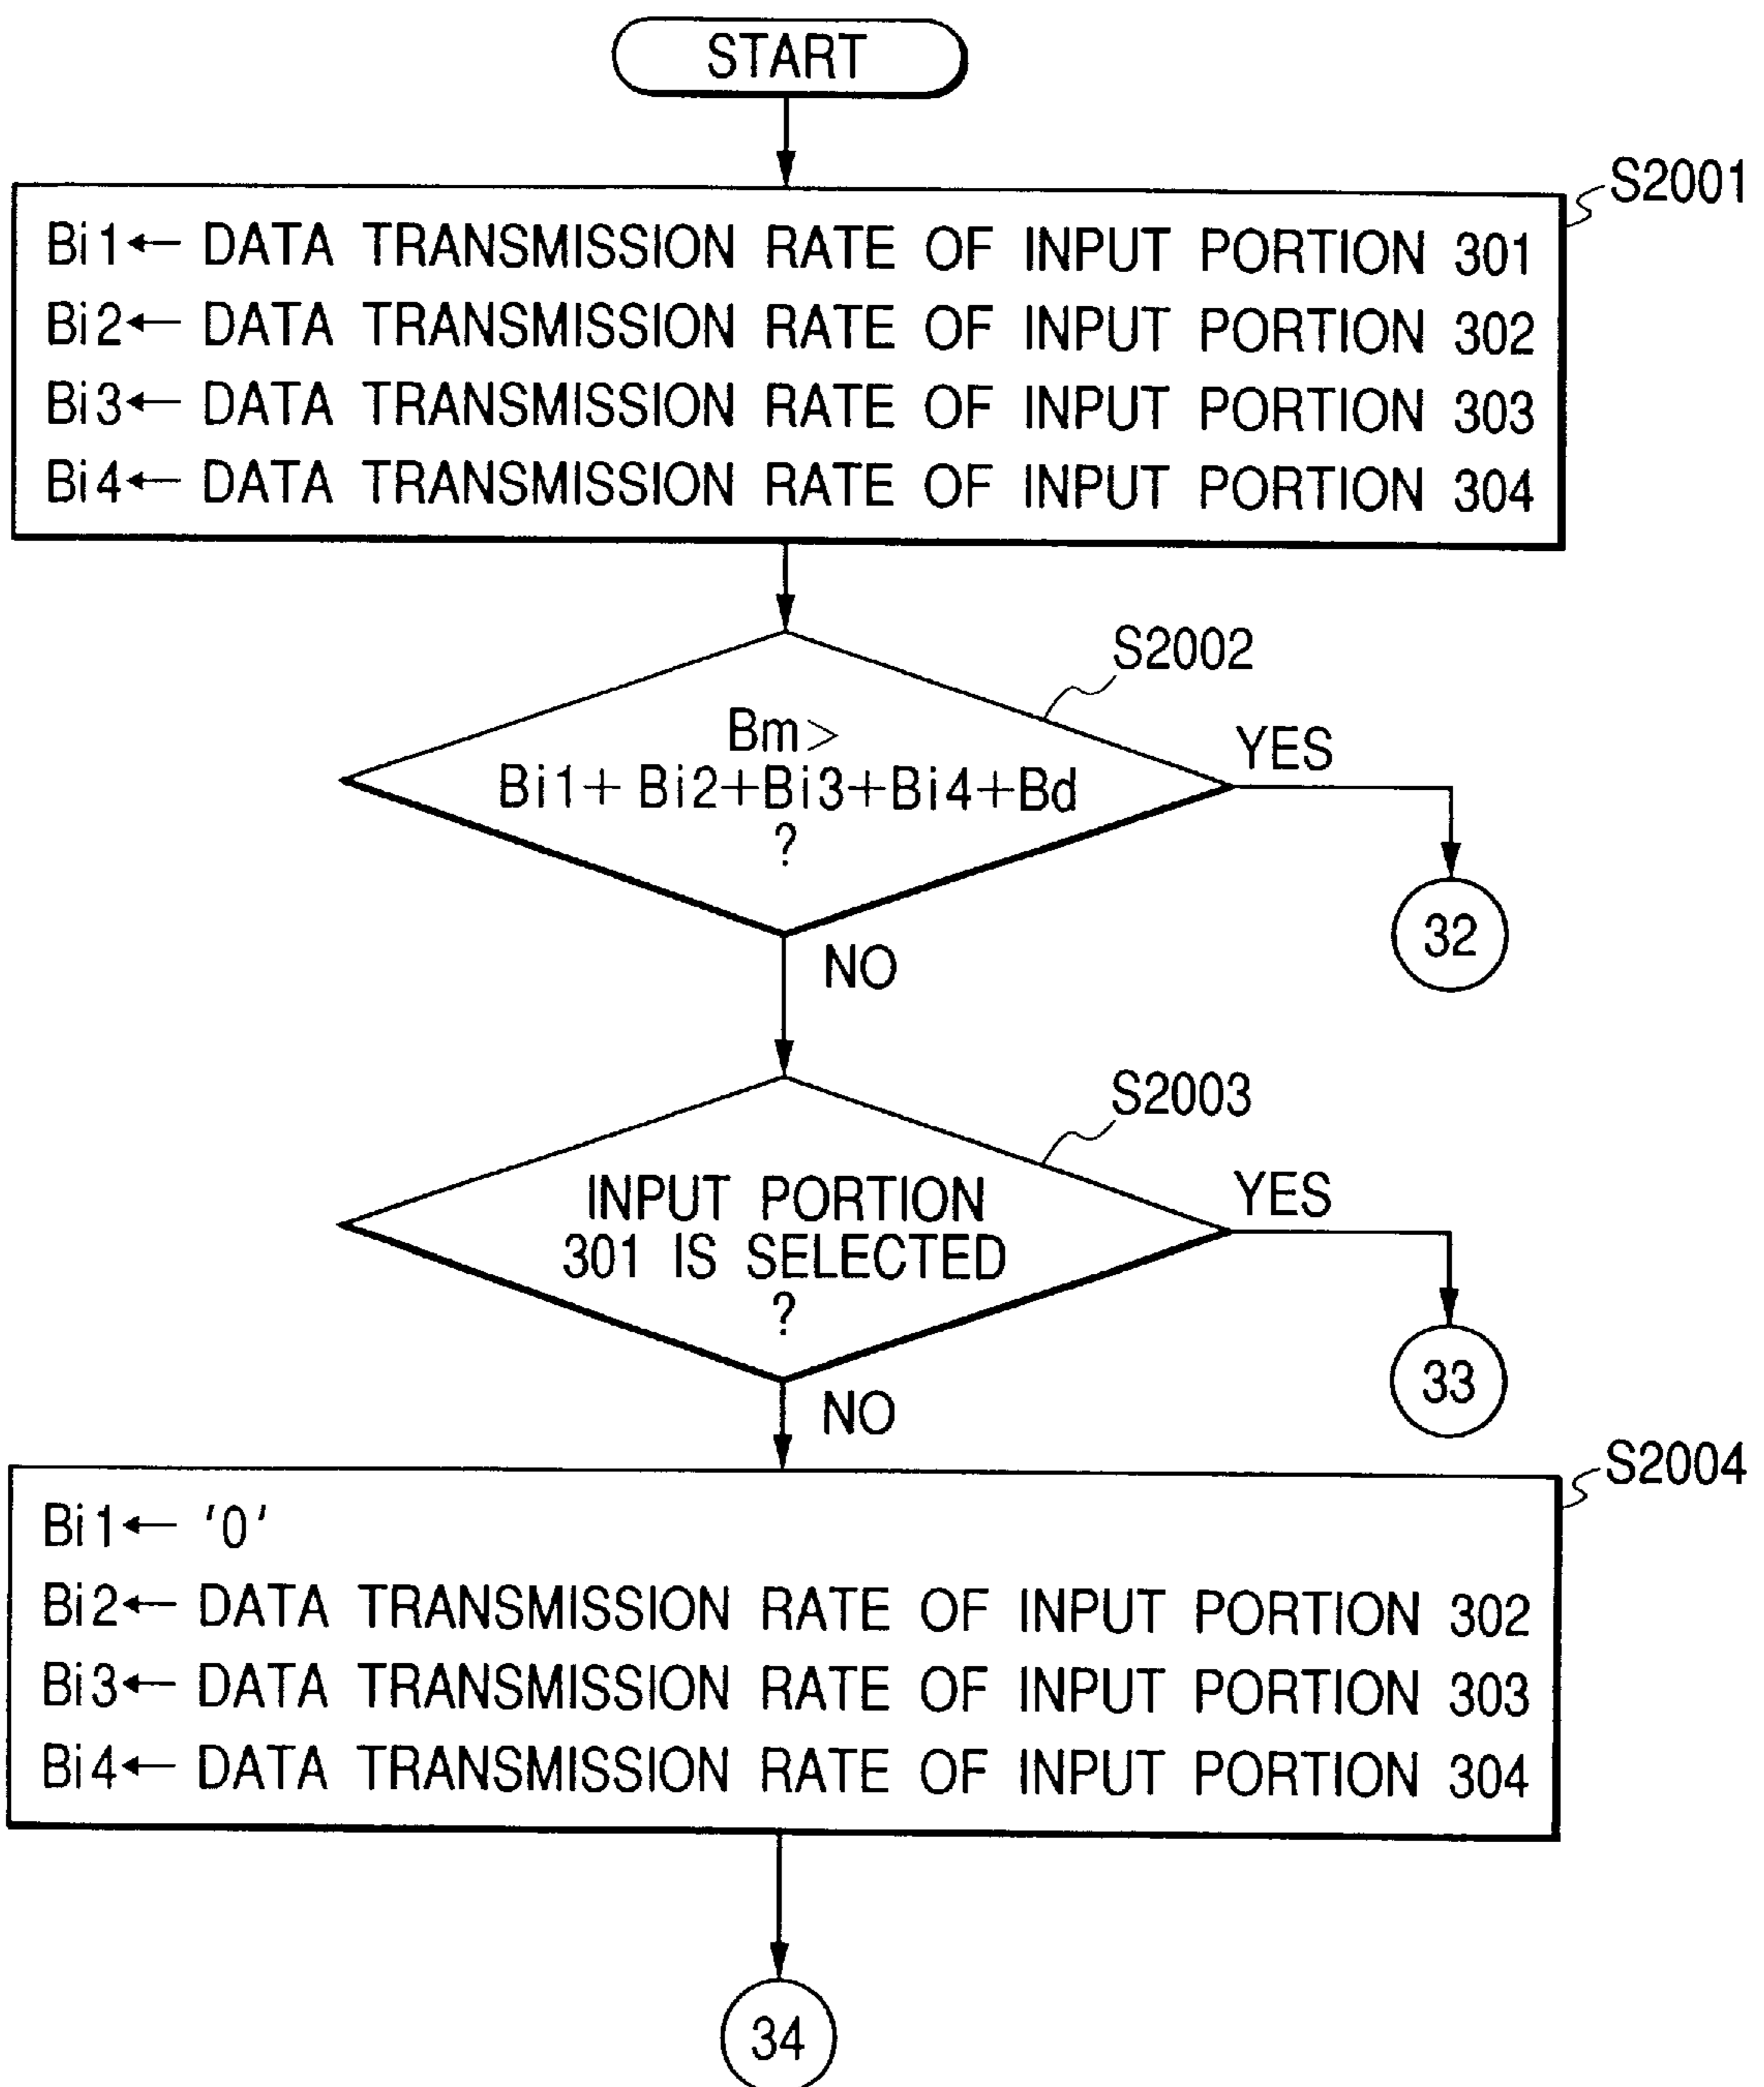 START
S2001
Bi1← DATA TRANSMISSION RATE OF INPUT PORTION 301
Bi2← DATA TRANSMISSION RATE OF INPUT PORTION 302
Bi3← DATA TRANSMISSION RATE OF INPUT PORTION 303
Bi4← DATA TRANSMISSION RATE OF INPUT PORTION 304
S2002
Bm>
Bi1+ Bi2+Bi3+Bi4+Bd
?
YES
32
NO
S2003
INPUT PORTION
301 IS SELECTED
?
YES
33
NO
S2004
Bi1← '0'
Bi2← DATA TRANSMISSION RATE OF INPUT PORTION 302
Bi3← DATA TRANSMISSION RATE OF INPUT PORTION 303
Bi4← DATA TRANSMISSION RATE OF INPUT PORTION 304
34